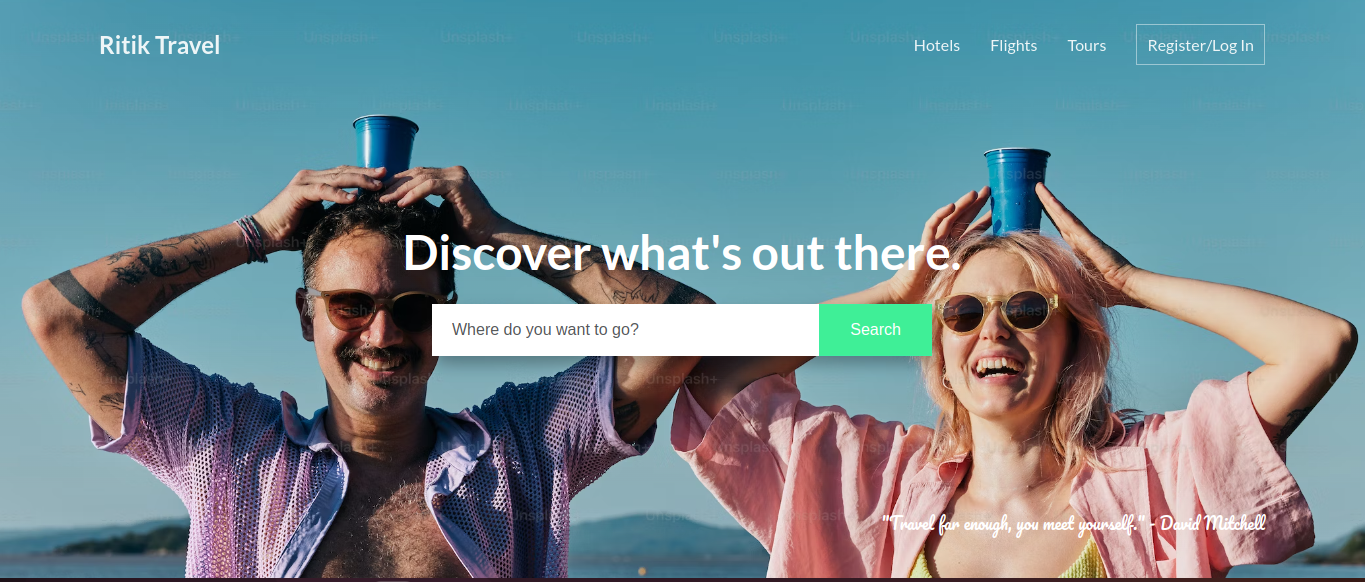 Ritik Travel
Hotels Flights Tours Register/Log In
Discover what's out there.
Where do you want to go? Search
"Travel far enough, you meet yourself." - David Mitchell
Unsplash+